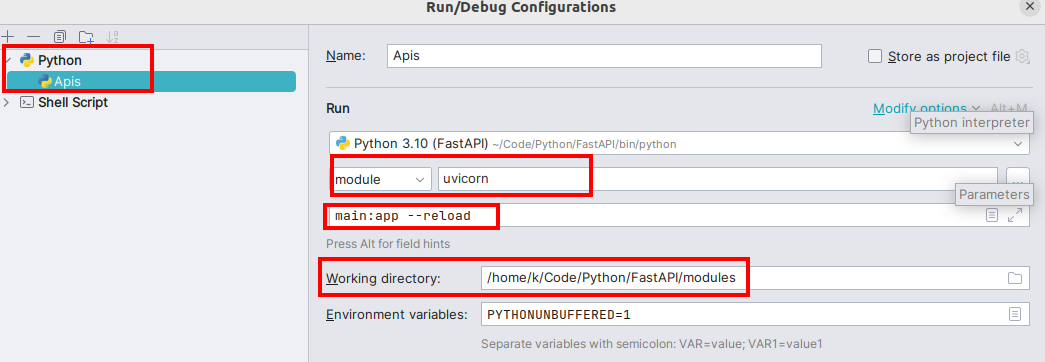 Run/Debug Configurations
Python
Apis
Shell Script
Name: Apis
Store as project file
Run
Modify options Alt+M
Python interpreter
Python 3.10 (FastAPI) ~/Code/Python/FastAPI/bin/python
module uvicorn ...
Parameters
main:app --reload
Press Alt for field hints
Working directory: /home/k/Code/Python/FastAPI/modules
Environment variables: PYTHONUNBUFFERED=1
Separate variables with semicolon: VAR=value; VAR1=value1